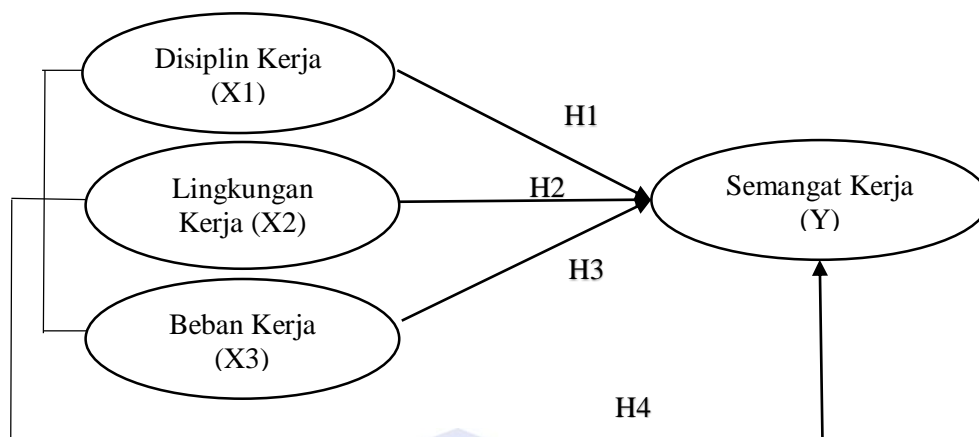 Disiplin Kerja
(X1)
H1
Lingkungan
Kerja (X2)
H2
Semangat Kerja
(Y)
H3
Beban Kerja
(X3)
H4